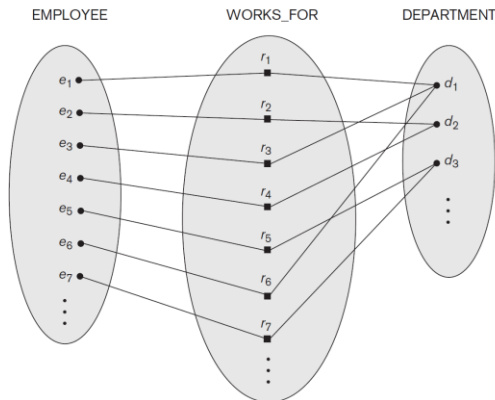 EMPLOYEE
WORKS_FOR
DEPARTMENT
e1
e2
e3
e4
e5
e6
e7
r1
r2
r3
r4
r5
r6
r7
d1
d2
d3